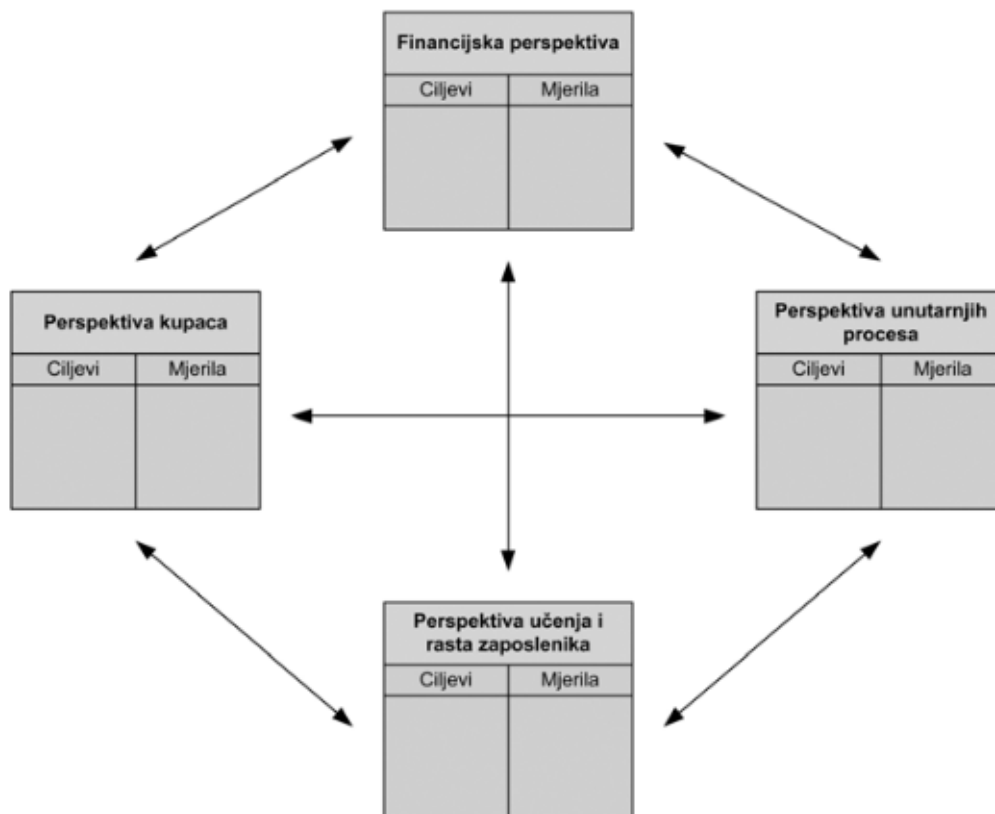 Financijska perspektiva
Ciljevi Mjerila
Perspektiva kupaca
Ciljevi Mjerila
Perspektiva unutarnjih
procesa
Ciljevi Mjerila
Perspektiva učenja i
rasta zaposlenika
Ciljevi Mjerila